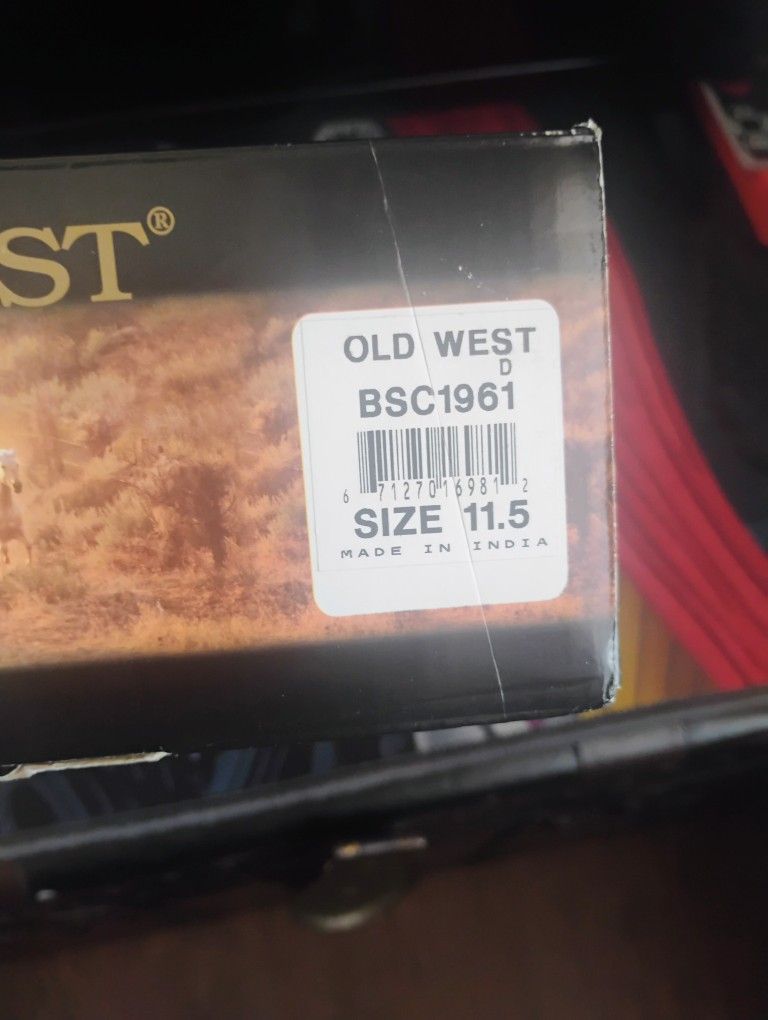 ST®
OLD WEST
D
BSC1961
6 71270 16981 2
SIZE 11.5
MADE IN INDIA